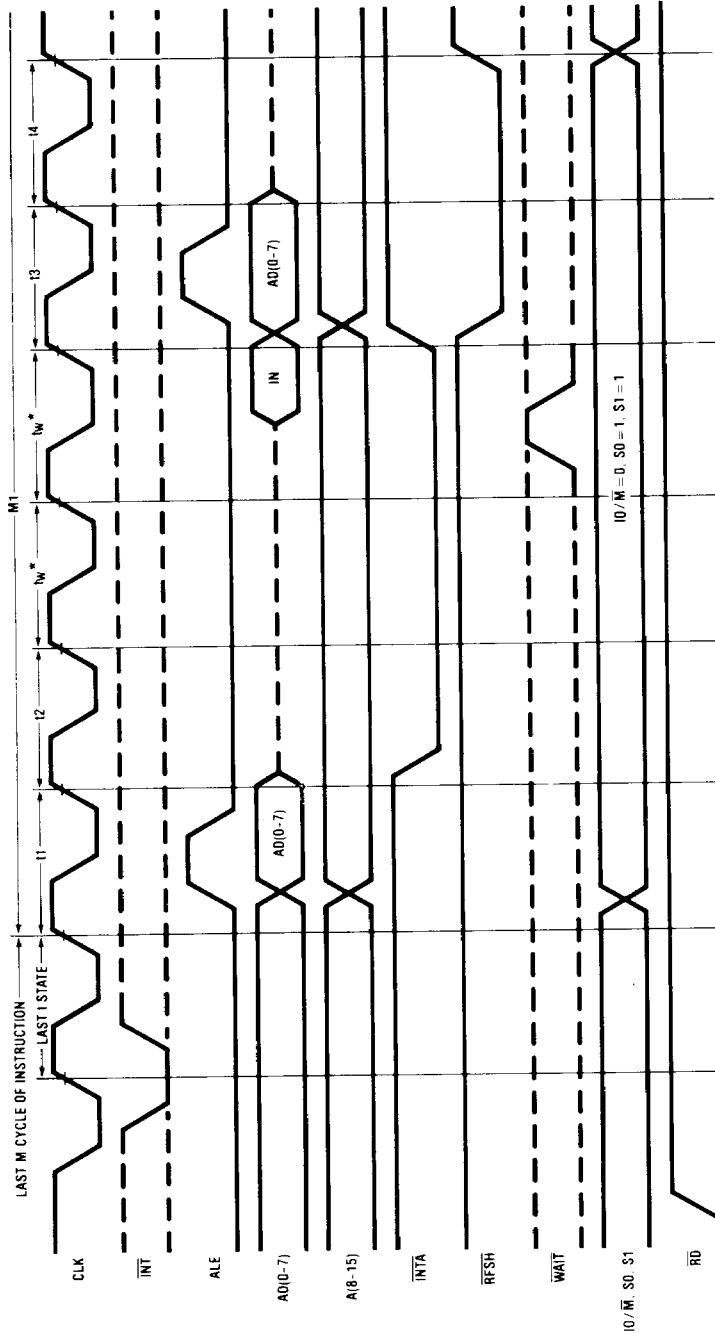 LAST M CYCLE OF INSTRUCTION
M1
LAST I STATE
t1
t2
tw*
tw*
t3
t4
CLK
INT
ALE
AD(0-7)
AD(0-7)
IN
AD(0-7)
A(8-15)
INTA
RFSH
WAIT
IO/M, S0, S1
IO/M = 0, S0 = 1, S1 = 1
RD